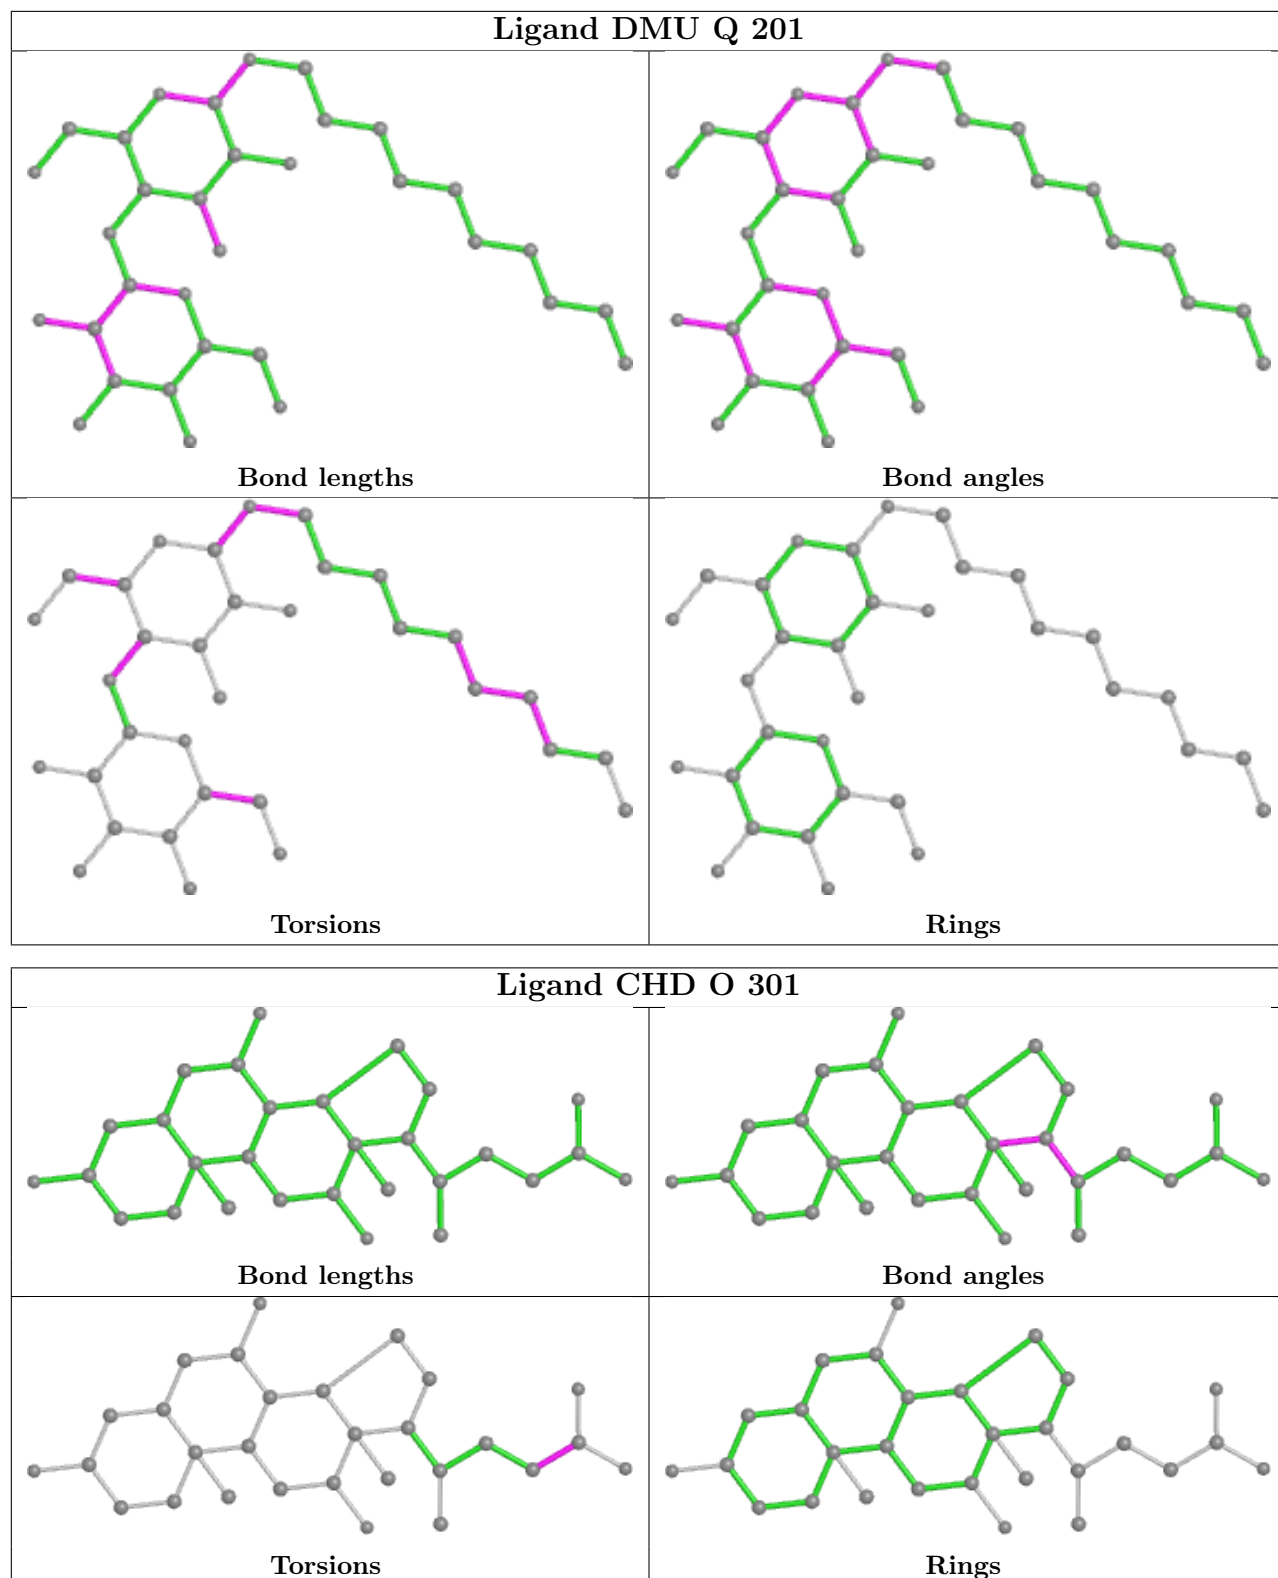 Ligand DMU Q 201
Bond lengths
Bond angles
Torsions
Rings
Ligand CHD O 301
Bond lengths
Bond angles
Torsions
Rings